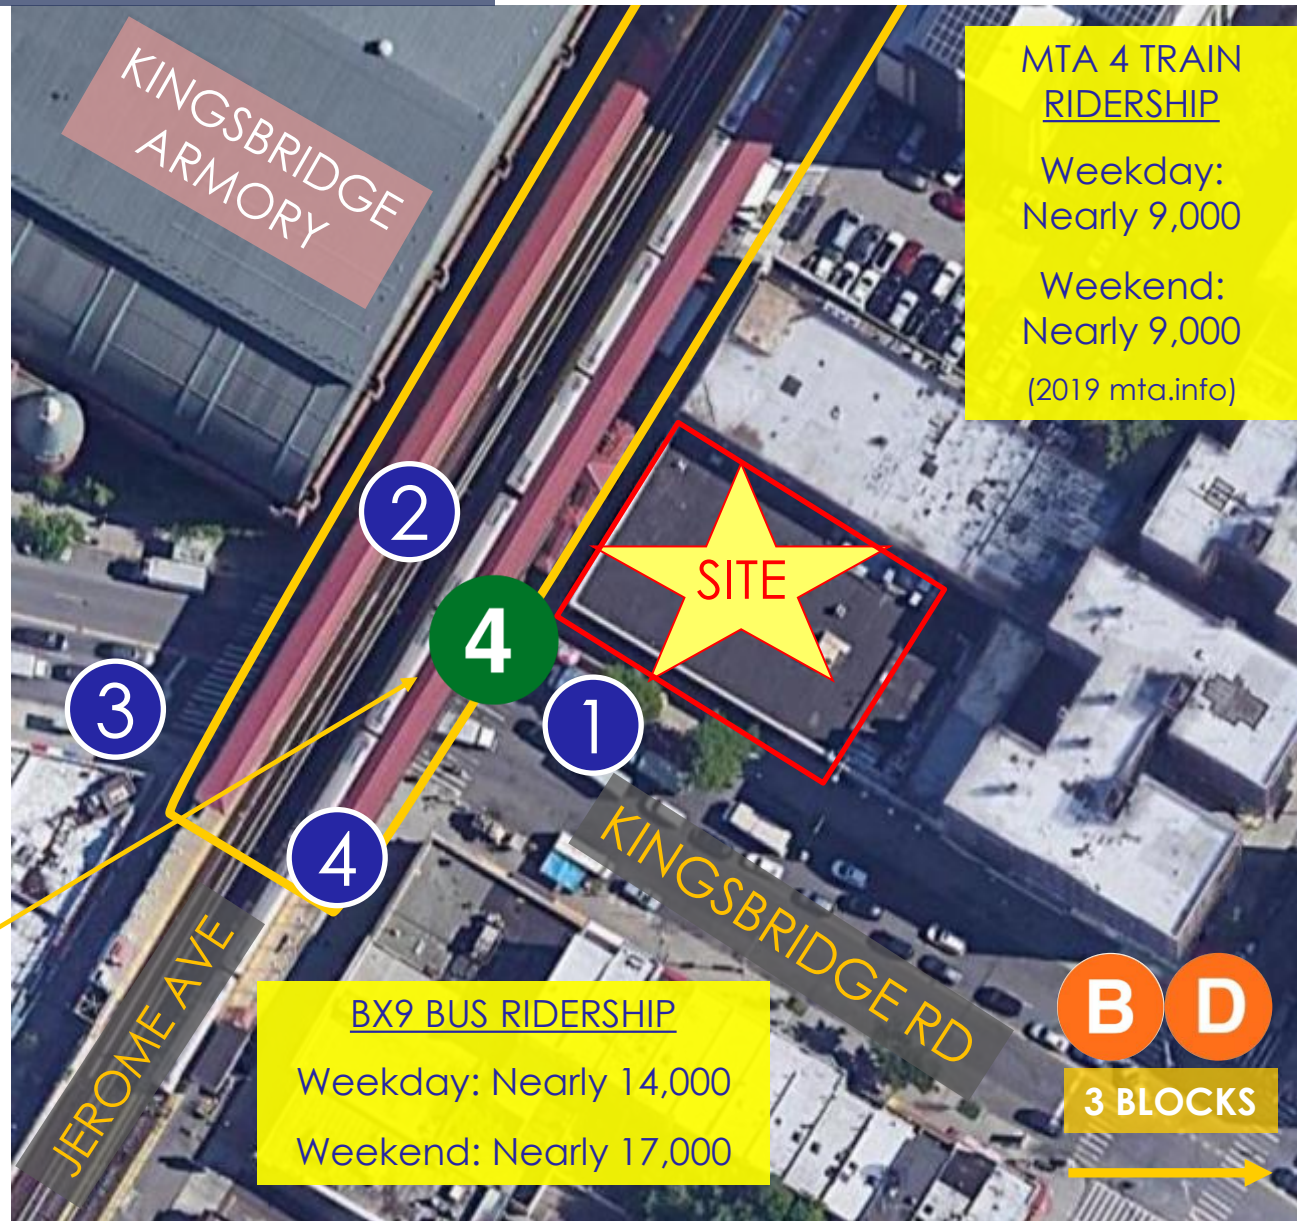 KINGSBRIDGE
ARMORY
MTA 4 TRAIN
RIDERSHIP
Weekday:
Nearly 9,000
Weekend:
Nearly 9,000
(2019 mta.info)
2
SITE
4
3
1
4
KINGSBRIDGE RD
JEROME AVE
BX9 BUS RIDERSHIP
Weekday: Nearly 14,000
Weekend: Nearly 17,000
B D
3 BLOCKS